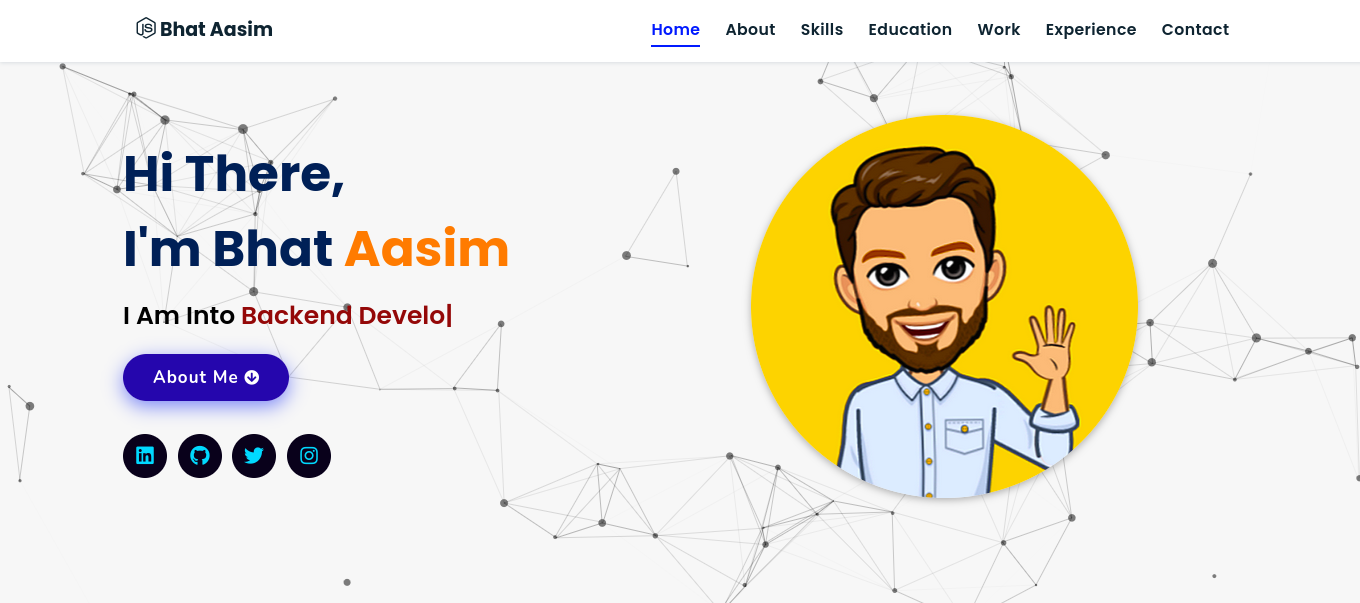 Bhat Aasim
Home About Skills Education Work Experience Contact
Hi There,
I'm Bhat Aasim
I Am Into Backend Develo|
About Me